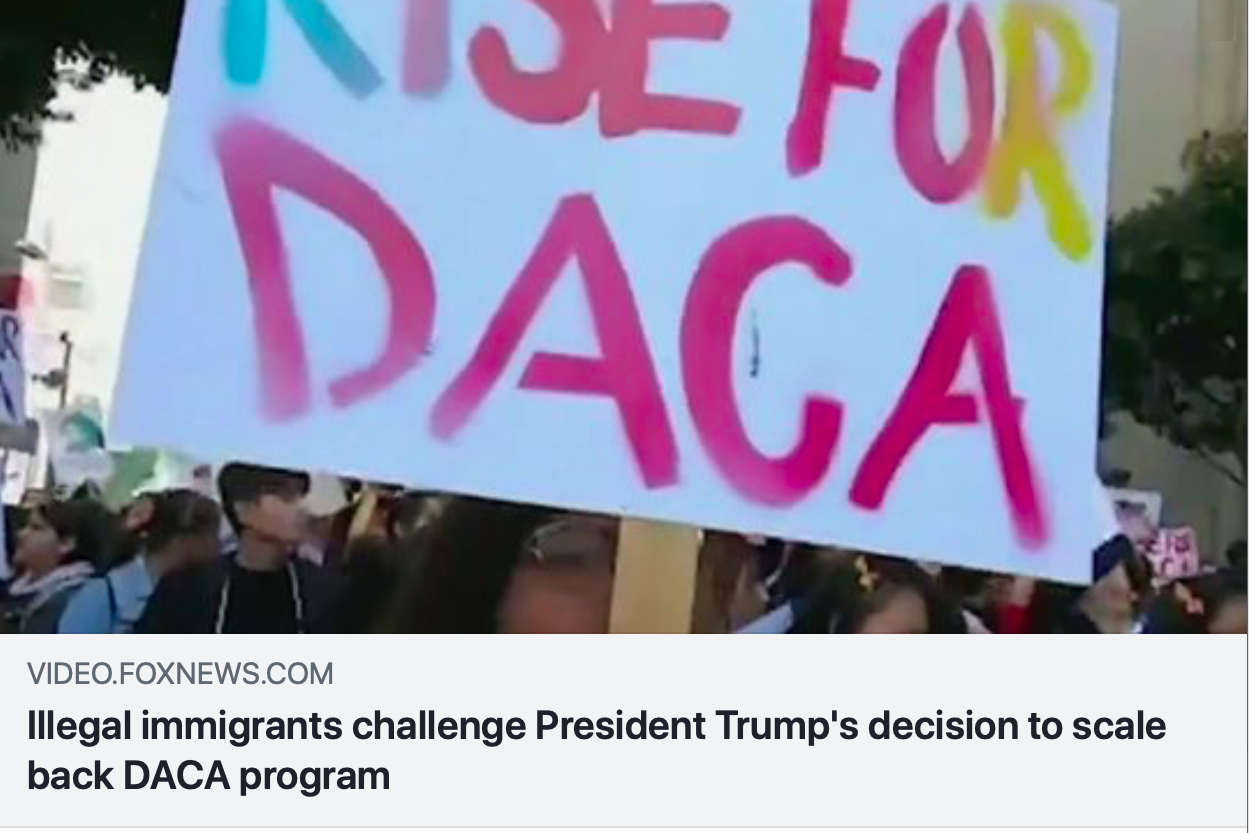 RISE FOR
DACA
VIDEO.FOXNEWS.COM
Illegal immigrants challenge President Trump's decision to scale
back DACA program